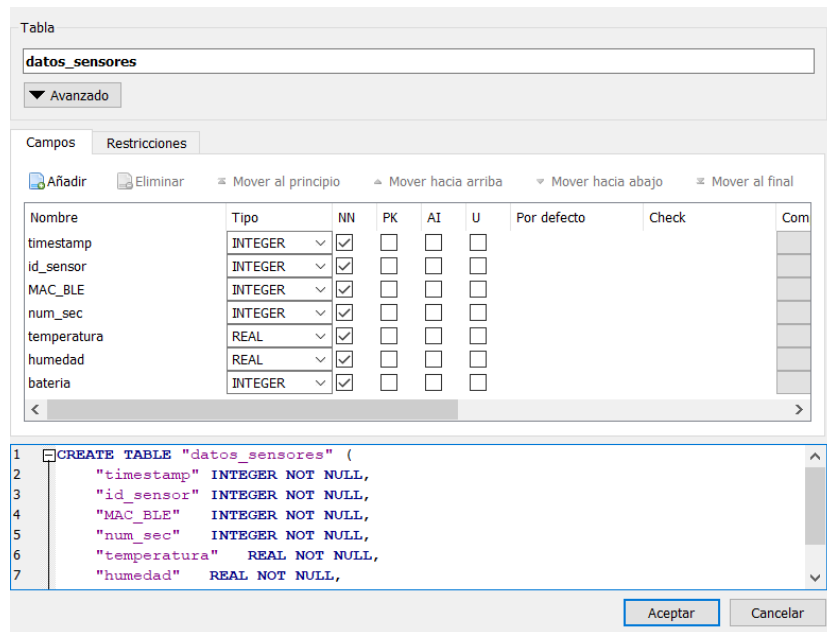 Tabla
datos_sensores
Avanzado
Campos Restricciones
Añadir Eliminar Mover al principio Mover hacia arriba Mover hacia abajo Mover al final
Nombre Tipo NN PK AI U Por defecto Check Com
timestamp INTEGER
id_sensor INTEGER
MAC_BLE INTEGER
num_sec INTEGER
temperatura REAL
humedad REAL
bateria INTEGER
1 CREATE TABLE "datos_sensores" (
2 "timestamp" INTEGER NOT NULL,
3 "id_sensor" INTEGER NOT NULL,
4 "MAC_BLE" INTEGER NOT NULL,
5 "num_sec" INTEGER NOT NULL,
6 "temperatura" REAL NOT NULL,
7 "humedad" REAL NOT NULL,
Aceptar Cancelar